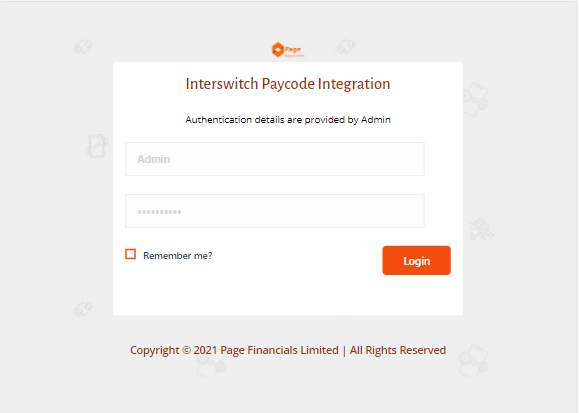 Page
Interswitch Paycode Integration
Authentication details are provided by Admin
Admin
••••••••••
Remember me?
Login
Copyright © 2021 Page Financials Limited | All Rights Reserved